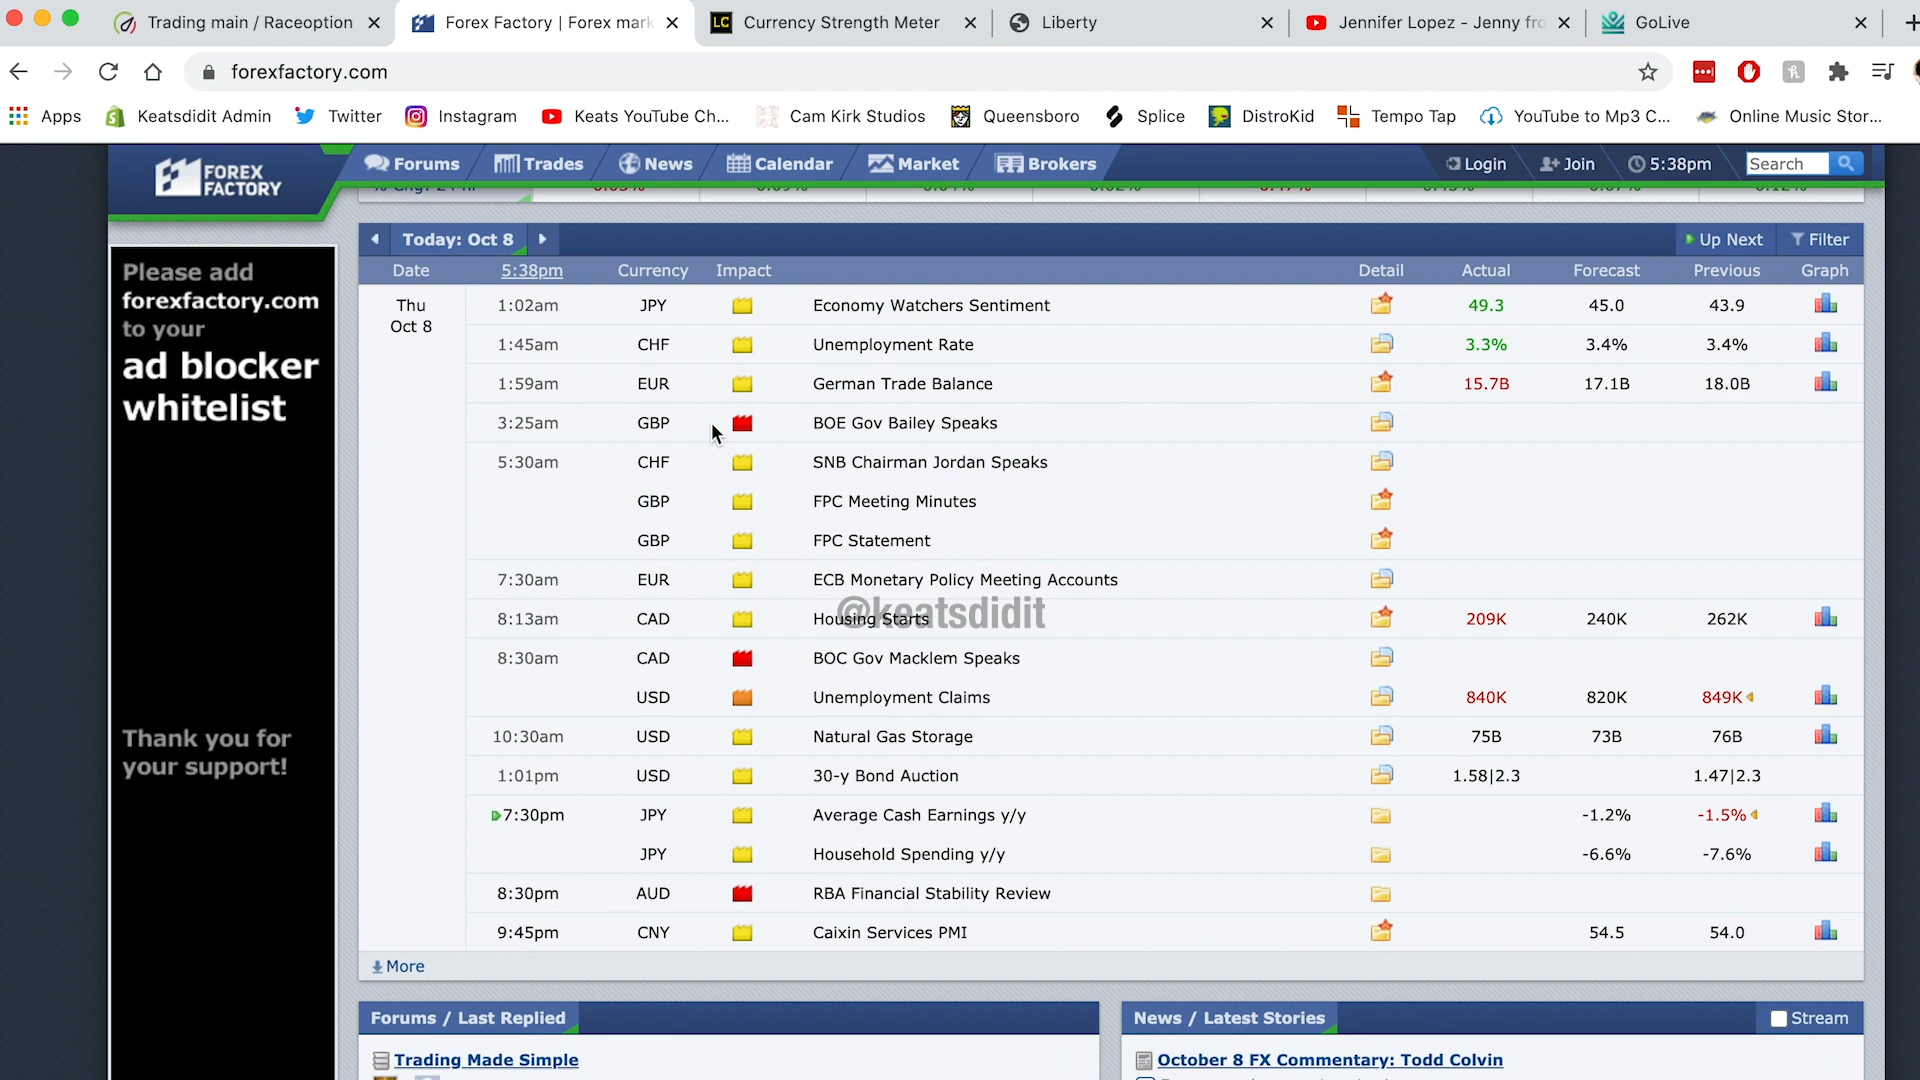 Trading main / Raceoption
Forex Factory | Forex mark
LC Currency Strength Meter
Liberty
Jennifer Lopez - Jenny fro
GoLive
forexfactory.com
Apps
Keatsdidit Admin
Twitter
Instagram
Keats YouTube Ch...
Cam Kirk Studios
Queensboro
Splice
DistroKid
Tempo Tap
YouTube to Mp3 C...
Online Music Stor...
FOREX
FACTORY
Forums
Trades
News
Calendar
Market
Brokers
Login
Join
5:38pm
Search
Please add
forexfactory.com
to your
ad blocker
whitelist
Thank you for
your support!
Today: Oct 8
Up Next
Filter
Date 5:38pm Currency Impact Detail Actual Forecast Previous Graph
Thu
Oct 8
1:02am JPY Economy Watchers Sentiment 49.3 45.0 43.9
1:45am CHF Unemployment Rate 3.3% 3.4% 3.4%
1:59am EUR German Trade Balance 15.7B 17.1B 18.0B
3:25am GBP BOE Gov Bailey Speaks
5:30am CHF SNB Chairman Jordan Speaks
GBP FPC Meeting Minutes
GBP FPC Statement
7:30am EUR ECB Monetary Policy Meeting Accounts
@keatsdidit
8:13am CAD Housing Starts 209K 240K 262K
8:30am CAD BOC Gov Macklem Speaks
USD Unemployment Claims 840K 820K 849K
10:30am USD Natural Gas Storage 75B 73B 76B
1:01pm USD 30-y Bond Auction 1.58|2.3 1.47|2.3
7:30pm JPY Average Cash Earnings y/y -1.2% -1.5%
JPY Household Spending y/y -6.6% -7.6%
8:30pm AUD RBA Financial Stability Review
9:45pm CNY Caixin Services PMI 54.5 54.0
More
Forums / Last Replied
News / Latest Stories
Stream
Trading Made Simple
October 8 FX Commentary: Todd Colvin